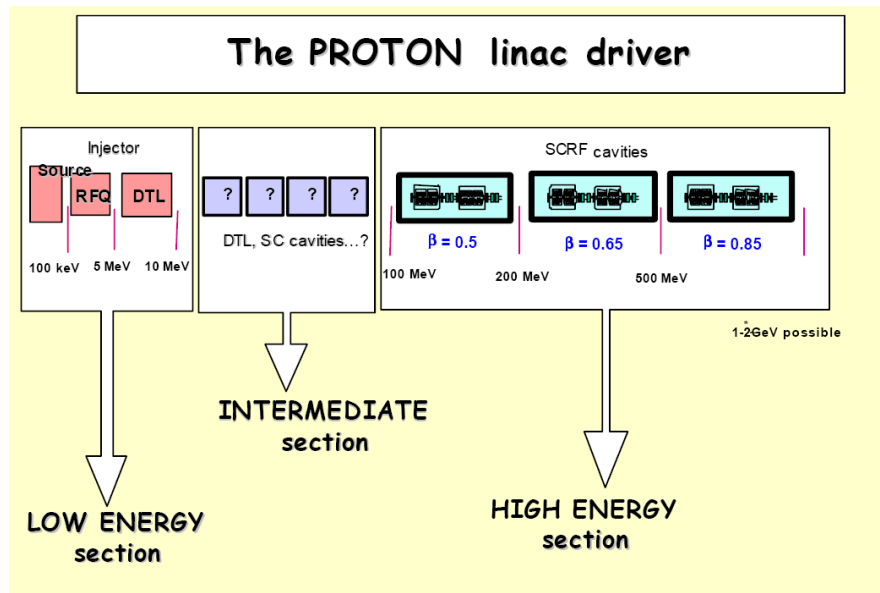 The PROTON linac driver
Injector
Source
RFQ
DTL
100 keV
5 MeV
10 MeV
?
?
?
?
DTL, SC cavities...?
SCRF cavities
β = 0.5
β = 0.65
β = 0.85
100 MeV
200 MeV
500 MeV
1-2GeV possible
INTERMEDIATE
section
LOW ENERGY
section
HIGH ENERGY
section